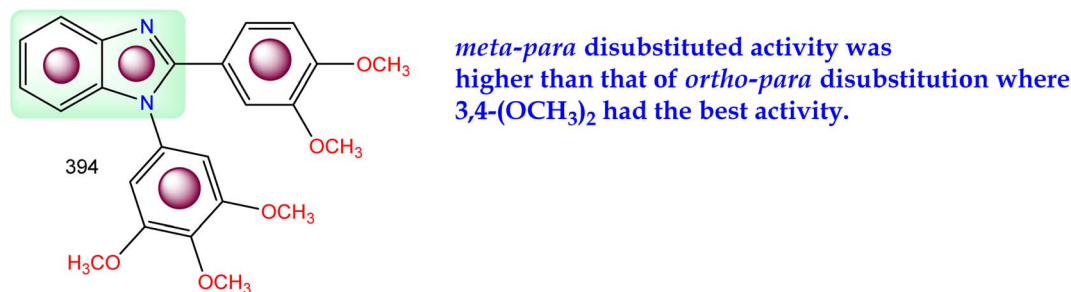 N
N
OCH₃
OCH₃
394
OCH₃
H₃CO
OCH₃
meta-para disubstituted activity was
higher than that of ortho-para disubstitution where
3,4-(OCH₃)₂ had the best activity.